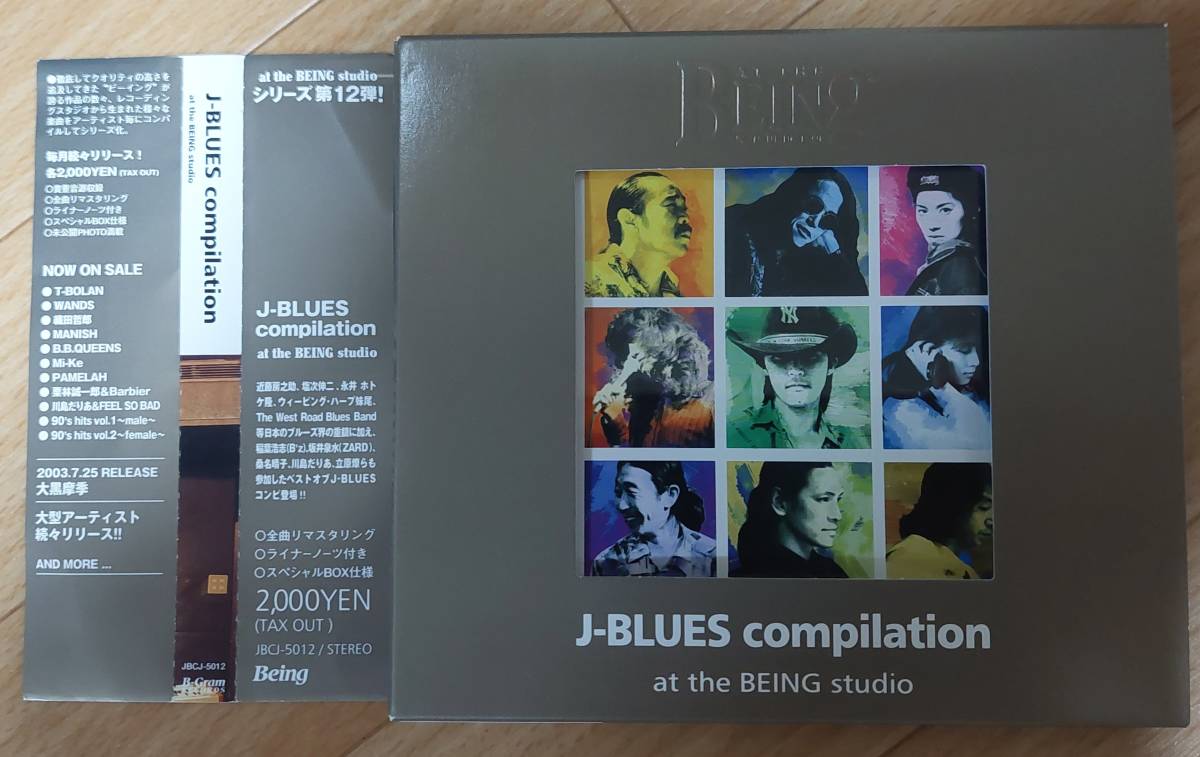 ●徹底してクオリティの高さを
追及してきた“ビーイング”が
誇る作品の数々、レコーディン
グスタジオから生まれた様々な
楽曲をアーティスト毎にコンパ
イルしてシリーズ化。
毎月続々リリース！
各2,000YEN (TAX OUT)
○貴重音源収録
○全曲リマスタリング
○ライナーノーツ付き
○スペシャルBOX仕様
○未公開PHOTO満載
NOW ON SALE
● T-BOLAN
● WANDS
● 織田哲郎
● MANISH
● B.B.QUEENS
● Mi-Ke
● PAMELAH
● 栗林誠一郎&Barbier
● 川島だりあ&FEEL SO BAD
● 90's hits vol.1～male～
● 90's hits vol.2～female～
2003.7.25 RELEASE
大黒摩季
大型アーティスト
続々リリース!!
AND MORE ...
J-BLUES compilation
at the BEING studio
JBCJ-5012
B-Gram
RECORDS
at the BEING studio
シリーズ第12弾!
J-BLUES
compilation
at the BEING studio
近藤房之助、塩次伸二、永井 ホト
ケ隆、ウィーピング・ハープ妹尾、
The West Road Blues Band
等日本のブルーズ界の重鎮に加え、
稲葉浩志(B'z)、坂井泉水(ZARD)、
桑名晴子、川島だりあ、立原燎らも
参加したベストオブJ-BLUES
コンピ登場!!
○全曲リマスタリング
○ライナーノーツ付き
○スペシャルBOX仕様
2,000YEN
(TAX OUT )
JBCJ-5012 / STEREO
Being
AT THE
BEING
STUDIO
NY
J-BLUES compilation
at the BEING studio